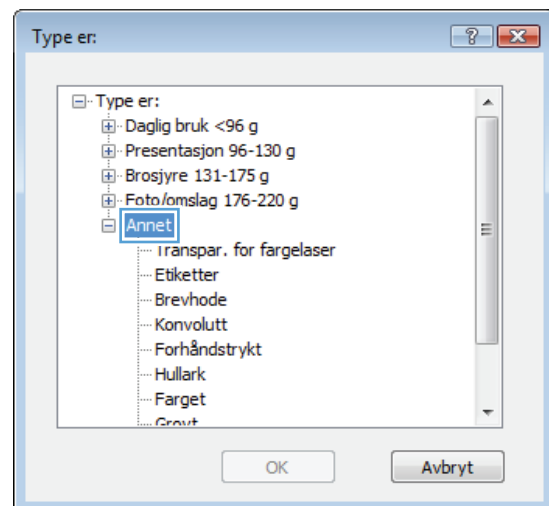 Type er:
Type er:
Daglig bruk <96 g
Presentasjon 96-130 g
Brosjyre 131-175 g
Foto/omslag 176-220 g
Annet
Transpar. for fargelaser
Etiketter
Brevhode
Konvolutt
Forhåndstrykt
Hullark
Farget
Grovt
OK Avbryt